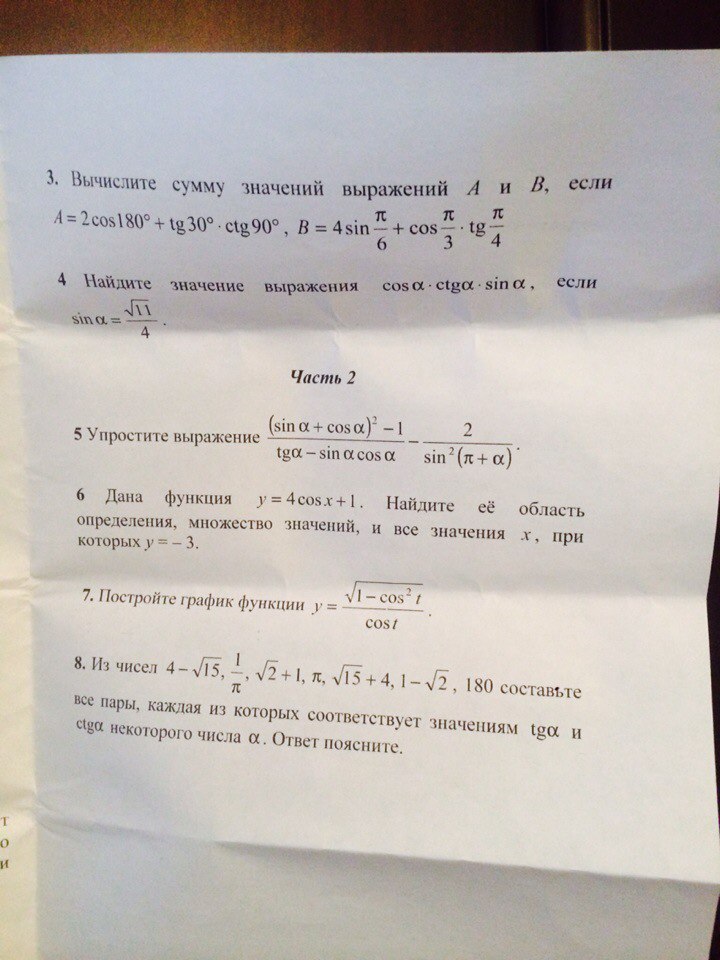 3. Вычислите сумму значений выражений A и B, если
A = 2cos180° + tg30° · ctg90°, B = 4sin π/6 + cos π/3 · tg π/4
4 Найдите значение выражения cosα · ctgα · sinα, если
sinα = √11/4.
Часть 2
5 Упростите выражение ((sinα + cosα)² − 1)/(tgα − sinα cosα) − 2/(sin²(π + α)).
6 Дана функция y = 4cosx + 1. Найдите её область
определения, множество значений, и все значения x, при
которых y = − 3.
7. Постройте график функции y = √(1 − cos² t)/cos t.
8. Из чисел 4 − √15, 1/π, √2 + 1, π, √15 + 4, 1 − √2, 180 составьте
все пары, каждая из которых соответствует значениям tgα и
ctgα некоторого числа α. Ответ поясните.
т
о
и